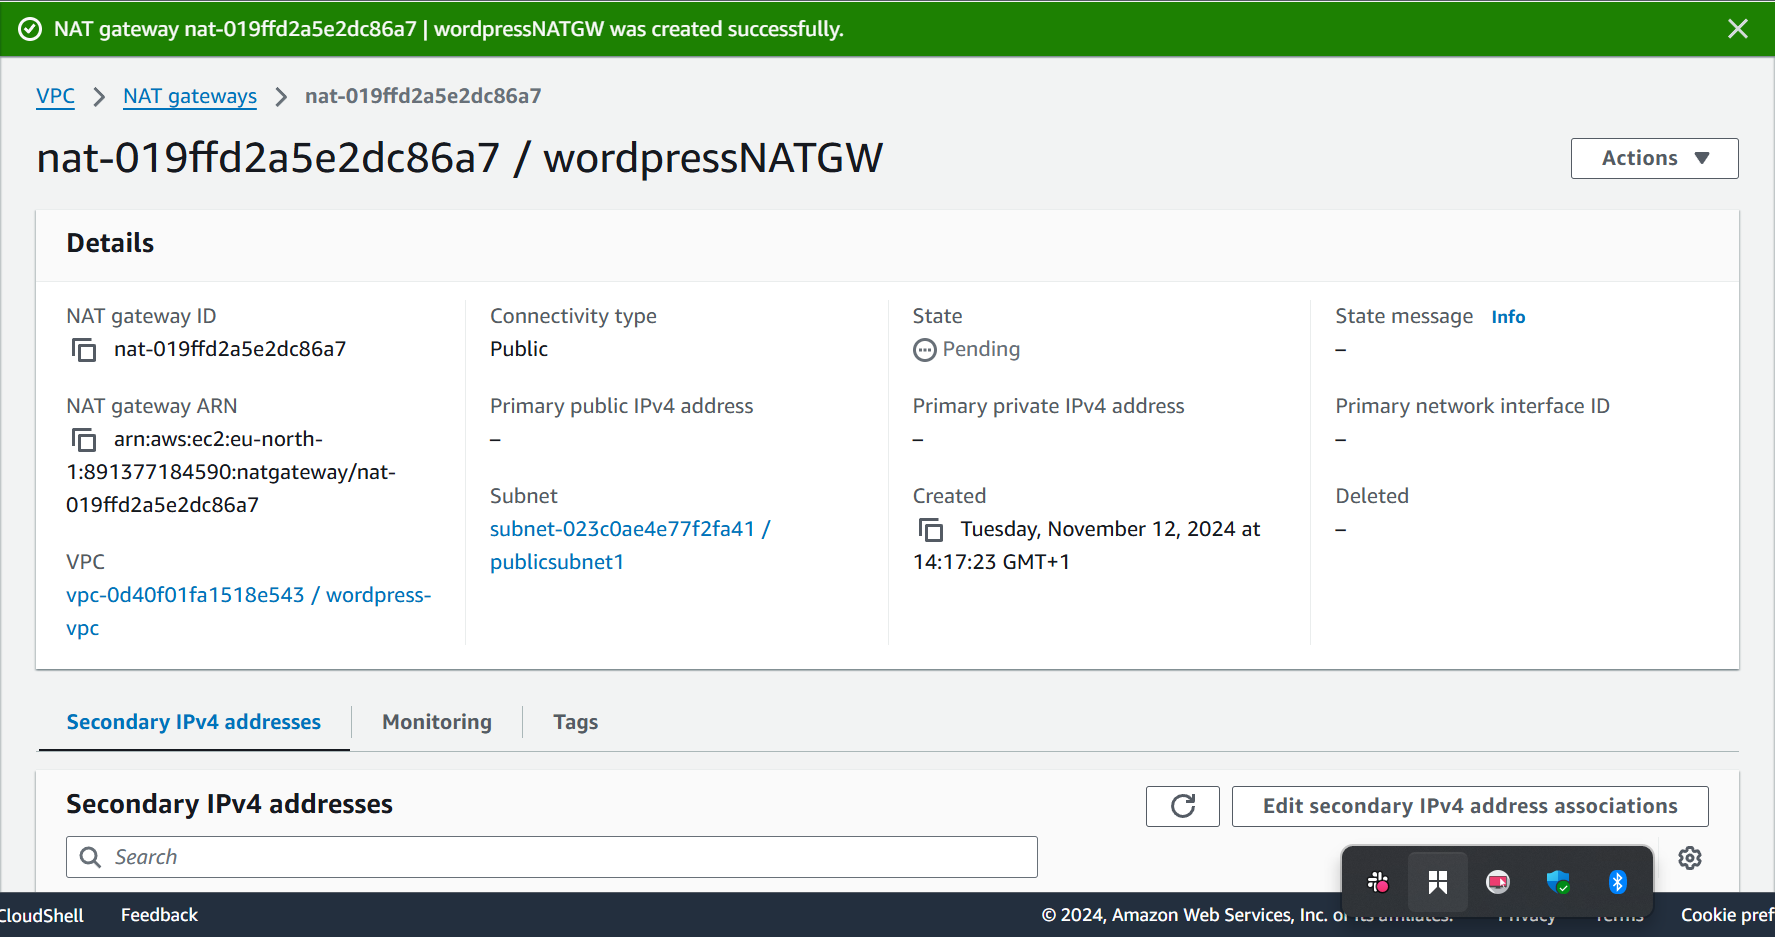 NAT gateway nat-019ffd2a5e2dc86a7 | wordpressNATGW was created successfully.
VPC
NAT gateways
nat-019ffd2a5e2dc86a7
nat-019ffd2a5e2dc86a7 / wordpressNATGW
Actions
Details
NAT gateway ID
nat-019ffd2a5e2dc86a7
Connectivity type
Public
State
Pending
State message Info
–
NAT gateway ARN
arn:aws:ec2:eu-north-
1:891377184590:natgateway/nat-
019ffd2a5e2dc86a7
Primary public IPv4 address
–
Primary private IPv4 address
–
Primary network interface ID
–
VPC
vpc-0d40f01fa1518e543 / wordpress-
vpc
Subnet
subnet-023c0ae4e77f2fa41 /
publicsubnet1
Created
Tuesday, November 12, 2024 at
14:17:23 GMT+1
Deleted
–
Secondary IPv4 addresses
Monitoring
Tags
Secondary IPv4 addresses
Edit secondary IPv4 address associations
Search
CloudShell
Feedback
© 2024, Amazon Web Services, Inc. or its affiliates.
Privacy
Terms
Cookie pref